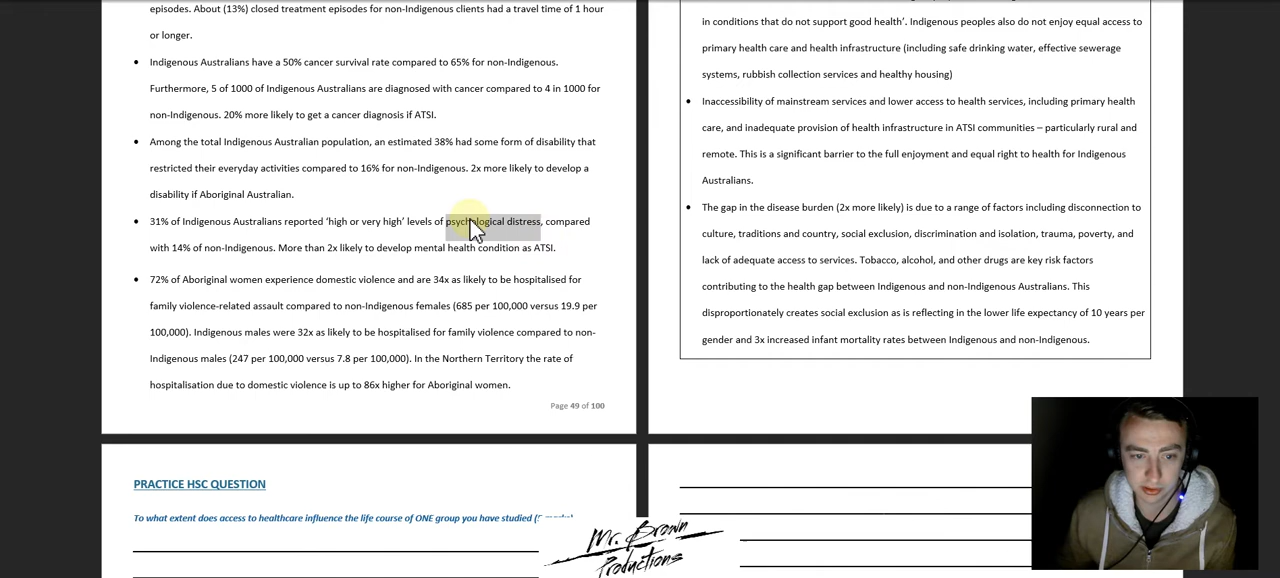 episodes. About (13%) closed treatment episodes for non-Indigenous clients had a travel time of 1 hour
or longer.
• Indigenous Australians have a 50% cancer survival rate compared to 65% for non-Indigenous.
Furthermore, 5 of 1000 of Indigenous Australians are diagnosed with cancer compared to 4 in 1000 for
non-Indigenous. 20% more likely to get a cancer diagnosis if ATSI.
• Among the total Indigenous Australian population, an estimated 38% had some form of disability that
restricted their everyday activities compared to 16% for non-Indigenous. 2x more likely to develop a
disability if Aboriginal Australian.
• 31% of Indigenous Australians reported ‘high or very high’ levels of psychological distress, compared
with 14% of non-Indigenous. More than 2x likely to develop mental health condition as ATSI.
• 72% of Aboriginal women experience domestic violence and are 34x as likely to be hospitalised for
family violence-related assault compared to non-Indigenous females (685 per 100,000 versus 19.9 per
100,000). Indigenous males were 32x as likely to be hospitalised for family violence compared to non-
Indigenous males (247 per 100,000 versus 7.8 per 100,000). In the Northern Territory the rate of
hospitalisation due to domestic violence is up to 86x higher for Aboriginal women.
Page 49 of 100
in conditions that do not support good health’. Indigenous peoples also do not enjoy equal access to
primary health care and health infrastructure (including safe drinking water, effective sewerage
systems, rubbish collection services and healthy housing)
• Inaccessibility of mainstream services and lower access to health services, including primary health
care, and inadequate provision of health infrastructure in ATSI communities – particularly rural and
remote. This is a significant barrier to the full enjoyment and equal right to health for Indigenous
Australians.
• The gap in the disease burden (2x more likely) is due to a range of factors including disconnection to
culture, traditions and country, social exclusion, discrimination and isolation, trauma, poverty, and
lack of adequate access to services. Tobacco, alcohol, and other drugs are key risk factors
contributing to the health gap between Indigenous and non-Indigenous Australians. This
disproportionately creates social exclusion as is reflecting in the lower life expectancy of 10 years per
gender and 3x increased infant mortality rates between Indigenous and non-Indigenous.
PRACTICE HSC QUESTION
To what extent does access to healthcare influence the life course of ONE group you have studied
Mr. Brown
Productions